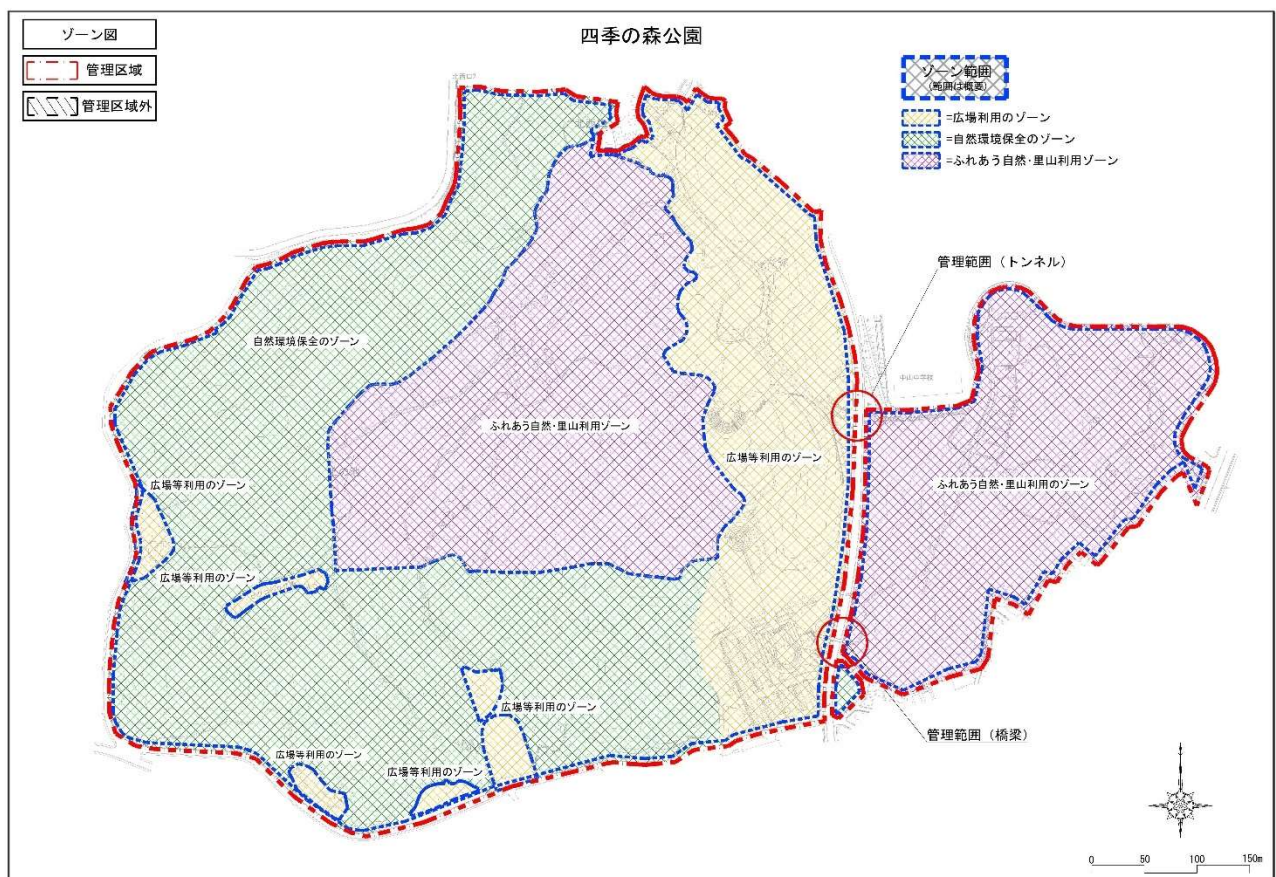 ゾーン図
管理区域
管理区域外
四季の森公園
ゾーン範囲
(範囲は概要)
=広場利用のゾーン
=自然環境保全のゾーン
=ふれあう自然・里山利用ゾーン
管理範囲（トンネル）
中山中学校
自然環境保全のゾーン
ふれあう自然・里山利用ゾーン
広場等利用のゾーン
広場等利用のゾーン
ふれあう自然・里山利用のゾーン
広場等利用のゾーン
広場等利用のゾーン
広場等利用のゾーン
広場等利用のゾーン
管理範囲（橋梁）
0 50 100 150m